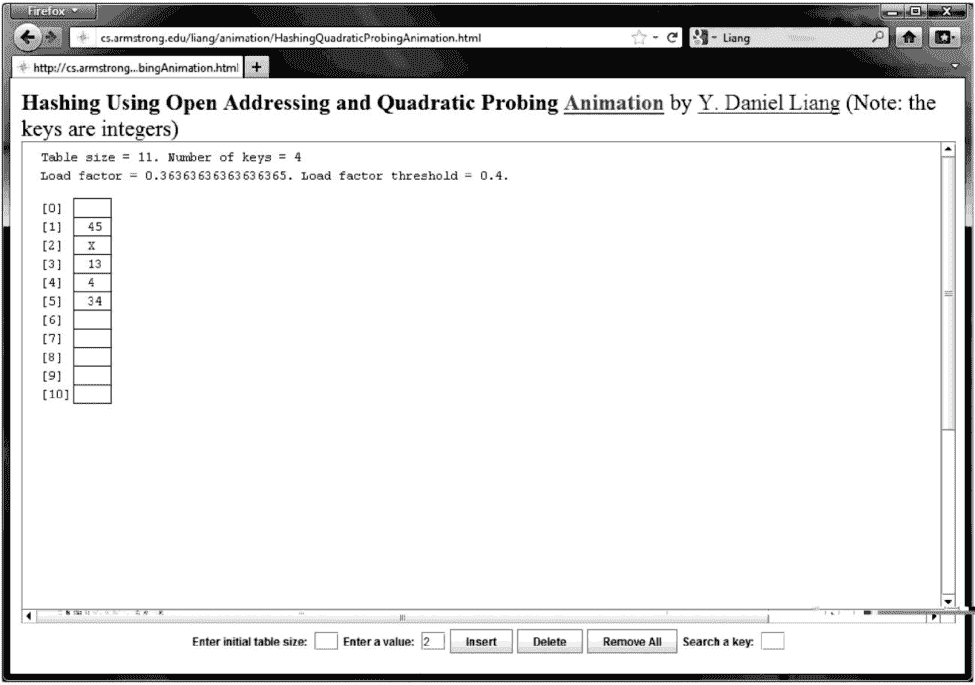 Firefox
cs.armstrong.edu/liang/animation/HashingQuadraticProbingAnimation.html
Liang
http://cs.armstrong...bingAnimation.html
Hashing Using Open Addressing and Quadratic Probing Animation by Y. Daniel Liang (Note: the
keys are integers)
Table size = 11. Number of keys = 4
Load factor = 0.36363636363636365. Load factor threshold = 0.4.
[0]
[1] 45
[2] X
[3] 13
[4] 4
[5] 34
[6]
[7]
[8]
[9]
[10]
Enter initial table size: Enter a value: 2 Insert Delete Remove All Search a key: